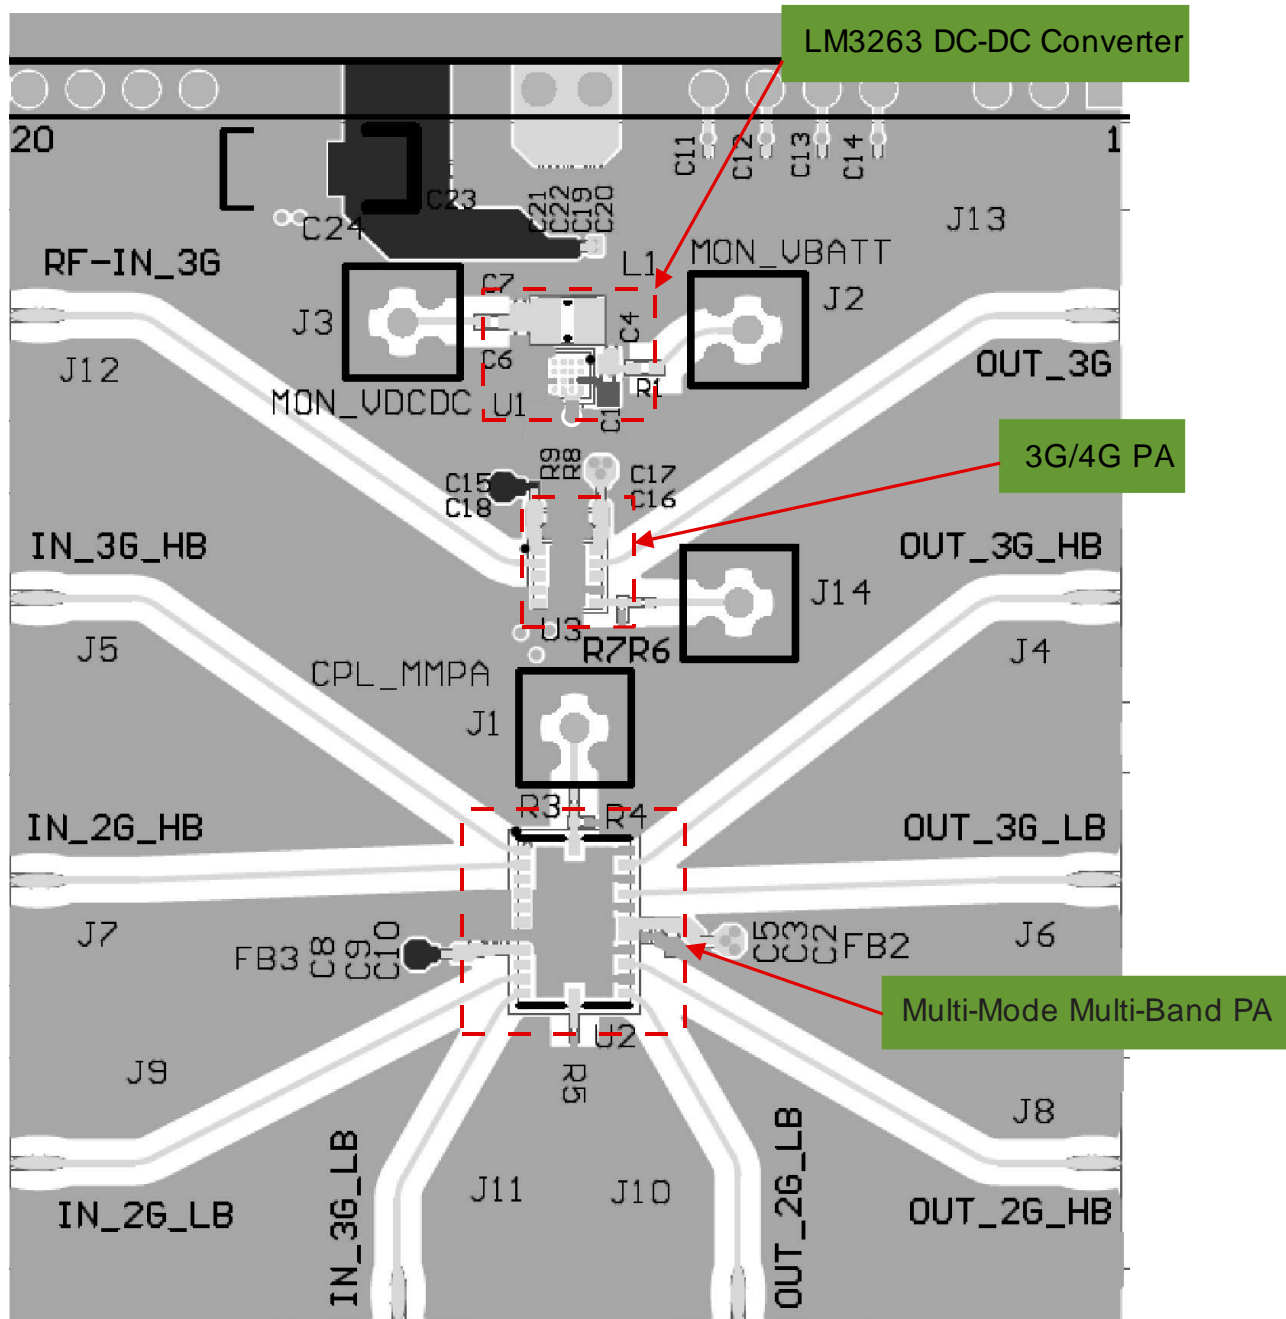 LM3263 DC-DC Converter
20
C11
C12
C13
C14
1
C23
C24
C21
C22
C19
C20
J13
RF-IN_3G
L1
MON_VBATT
C7
J3
C4
J2
J12
C6
R1
OUT_3G
MON_VDCDC
U1
C1
3G/4G PA
R9
R8
C15
C17
C18
C16
IN_3G_HB
OUT_3G_HB
J14
U3
J5
R7R6
J4
CPL_MMPA
J1
R3
R4
IN_2G_HB
OUT_3G_LB
J7
J6
FB3
C8
C9
C10
C5
C3
C2
FB2
Multi-Mode Multi-Band PA
U2
J9
R5
J8
IN_3G_LB
J11
J10
OUT_2G_LB
IN_2G_LB
OUT_2G_HB